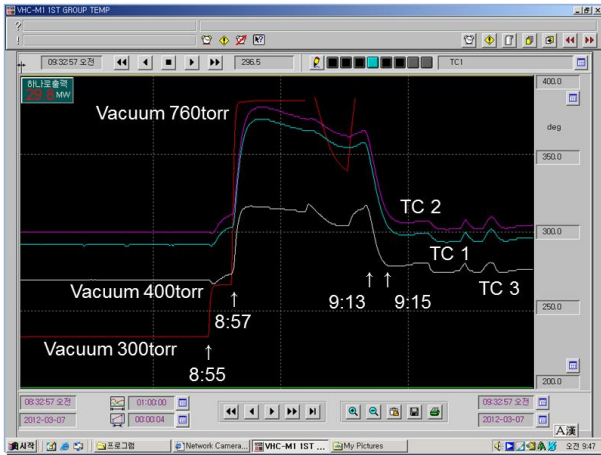 VHC-M1 1ST GROUP TEMP
09:32:57 오전
296.5
TC1
하나로출력
29.8 MW
400.0
deg
350.0
300.0
250.0
200.0
Vacuum 760torr
TC 2
TC 1
TC 3
Vacuum 400torr
↑
8:57
↑ ↑
9:13 9:15
Vacuum 300torr
↑
8:55
08:32:57 오전
01:00:00
09:32:57 오전
2012-03-07
00:00:04
2012-03-07
A漢
시작
프로그램
Network Camera...
VHC-M1 1ST ...
My Pictures
오전 9:47